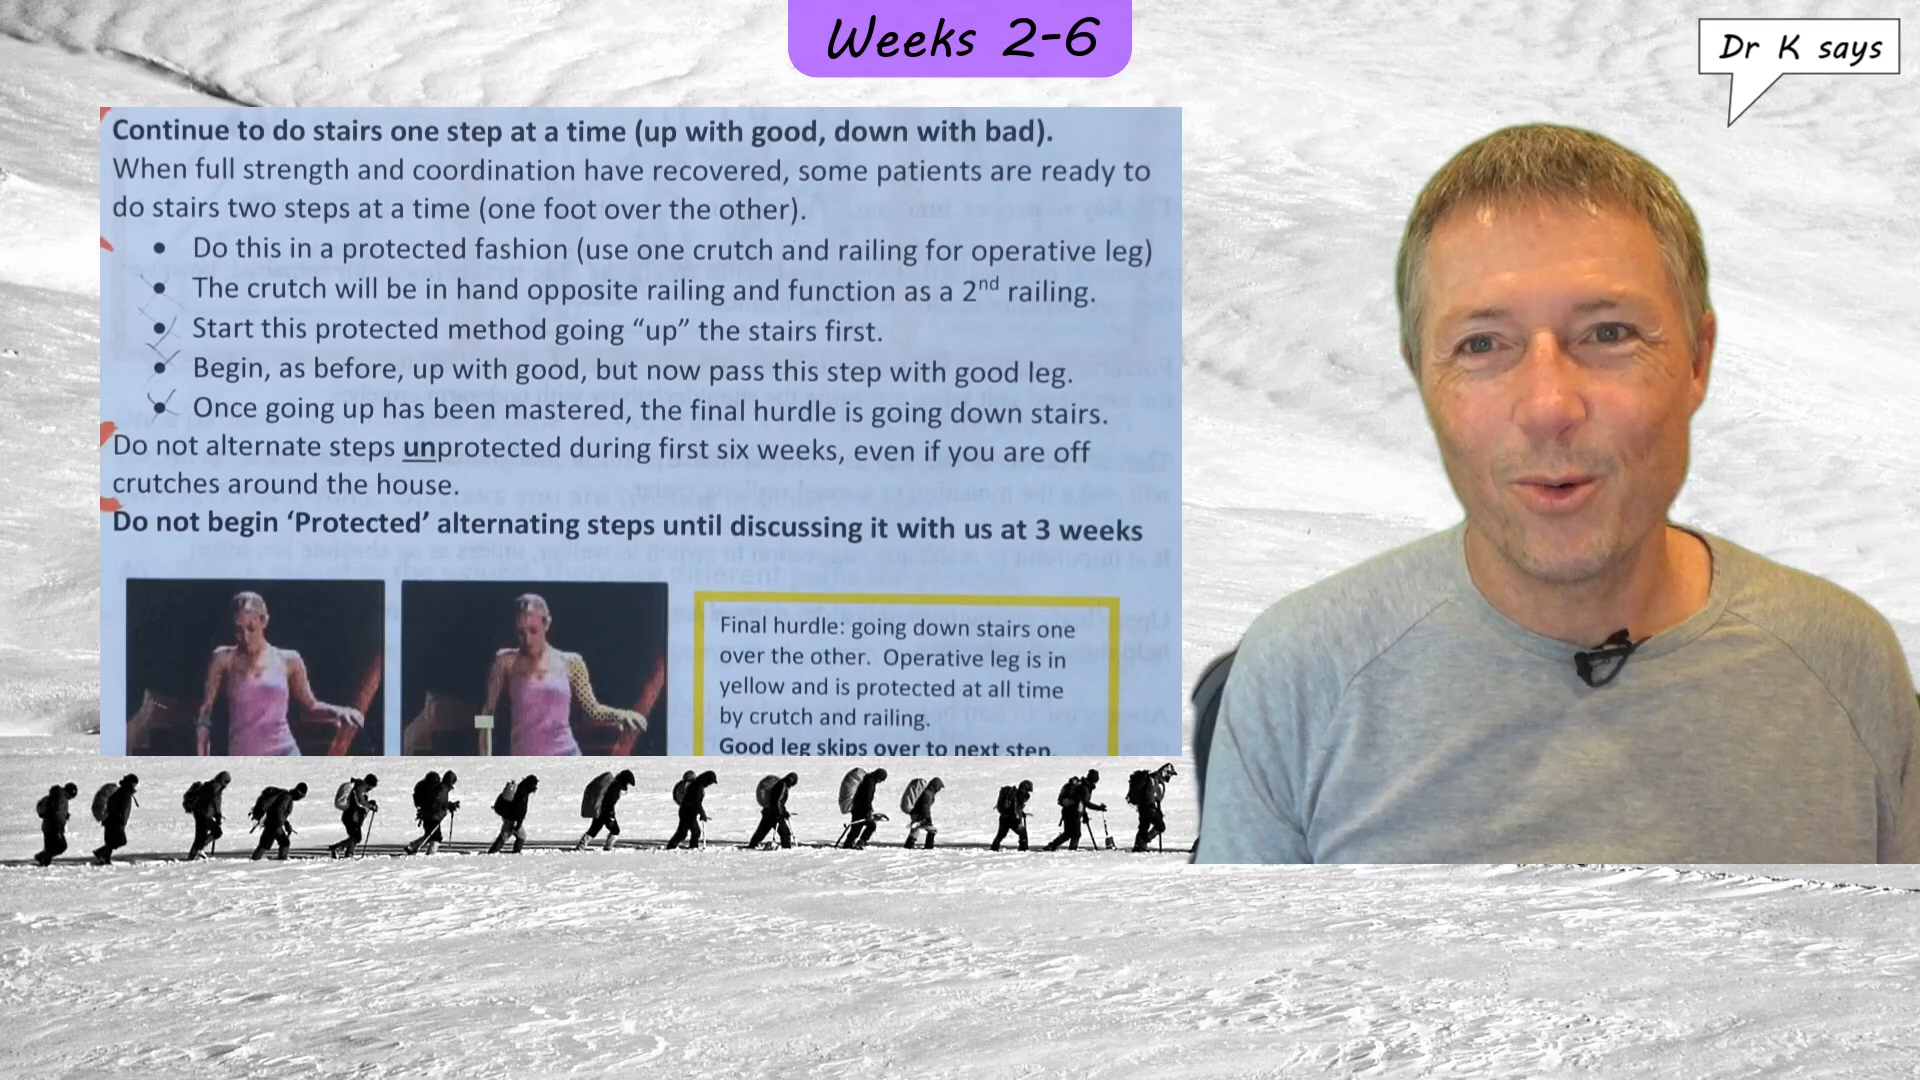 Weeks 2-6
Dr K says
Continue to do stairs one step at a time (up with good, down with bad).
When full strength and coordination have recovered, some patients are ready to
do stairs two steps at a time (one foot over the other).
• Do this in a protected fashion (use one crutch and railing for operative leg)
• The crutch will be in hand opposite railing and function as a 2nd railing.
• Start this protected method going “up” the stairs first.
• Begin, as before, up with good, but now pass this step with good leg.
• Once going up has been mastered, the final hurdle is going down stairs.
Do not alternate steps unprotected during first six weeks, even if you are off
crutches around the house.
Do not begin ‘Protected’ alternating steps until discussing it with us at 3 weeks
Final hurdle: going down stairs one
over the other. Operative leg is in
yellow and is protected at all time
by crutch and railing.
Good leg skips over to next step.